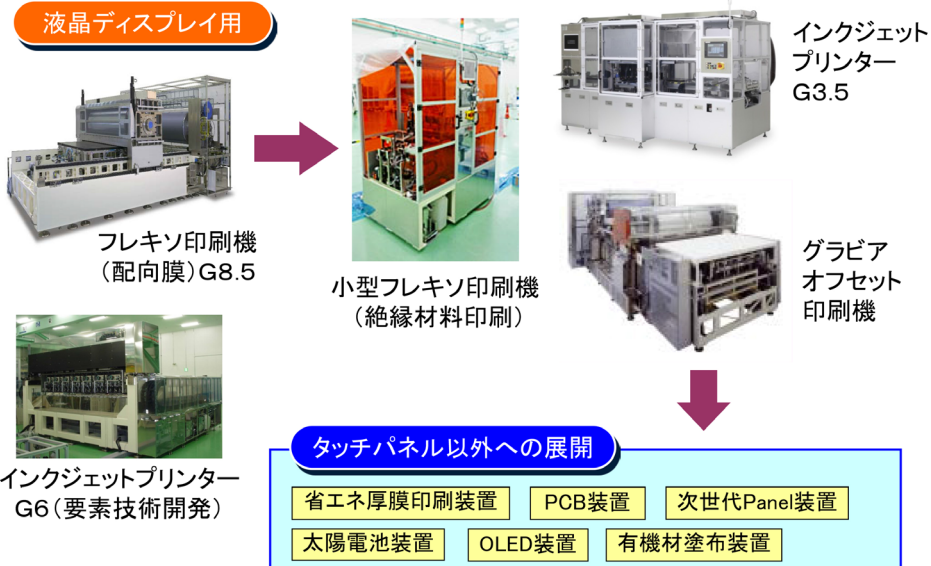 液晶ディスプレイ用
フレキソ印刷機
（配向膜）G8.5
インクジェットプリンター
G6（要素技術開発）
小型フレキソ印刷機
（絶縁材料印刷）
インクジェット
プリンター
G3.5
グラビア
オフセット
印刷機
タッチパネル以外への展開
省エネ厚膜印刷装置
PCB装置
次世代Panel装置
太陽電池装置
OLED装置
有機材塗布装置